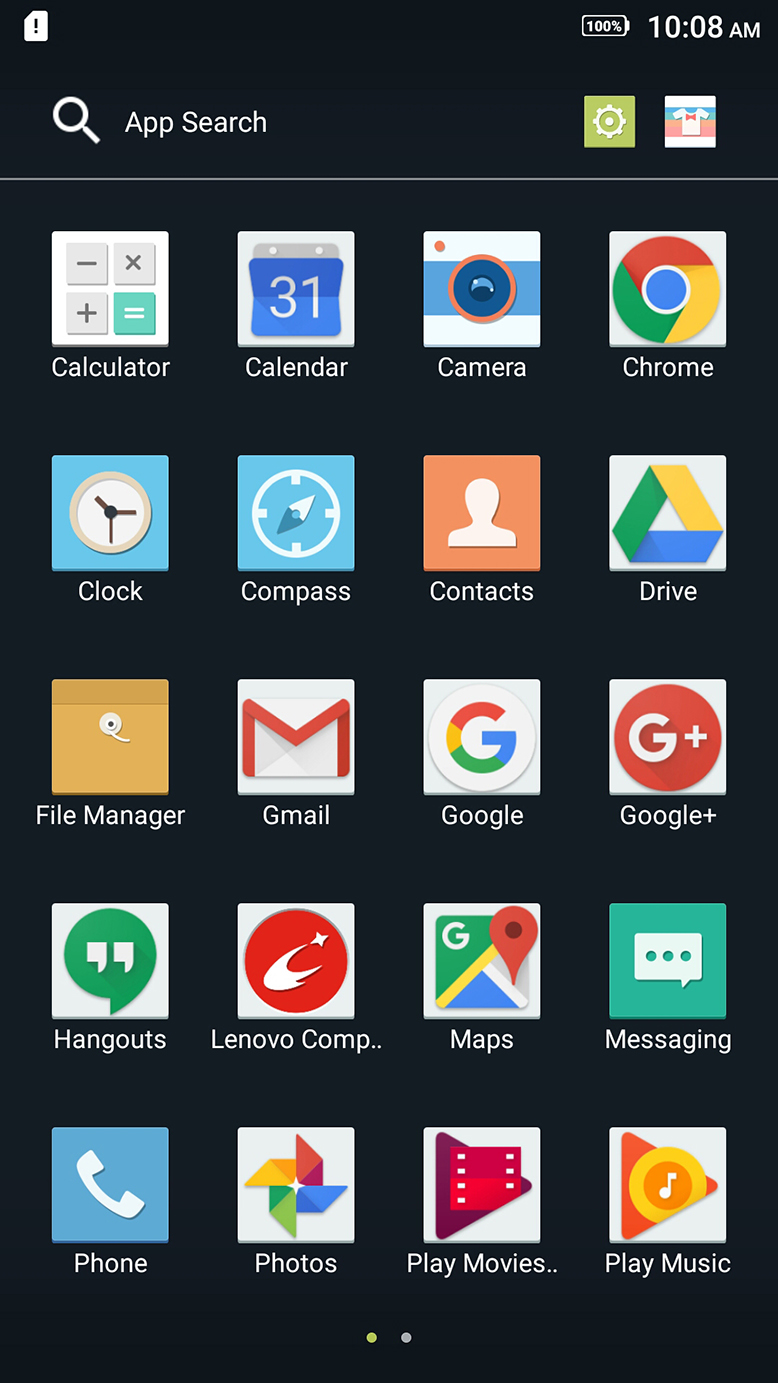 100% 10:08 AM
App Search
31
Calculator Calendar Camera Chrome
Clock Compass Contacts Drive
G G+
File Manager Gmail Google Google+
G
Hangouts Lenovo Comp.. Maps Messaging
Phone Photos Play Movies.. Play Music